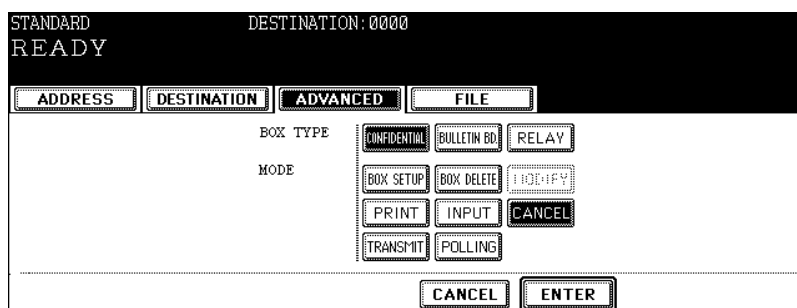 STANDARD DESTINATION:0000
READY
ADDRESS DESTINATION ADVANCED FILE
BOX TYPE CONFIDENTIAL BULLETIN BD. RELAY
MODE BOX SETUP BOX DELETE MODIFY
PRINT INPUT CANCEL
TRANSMIT POLLING
CANCEL ENTER